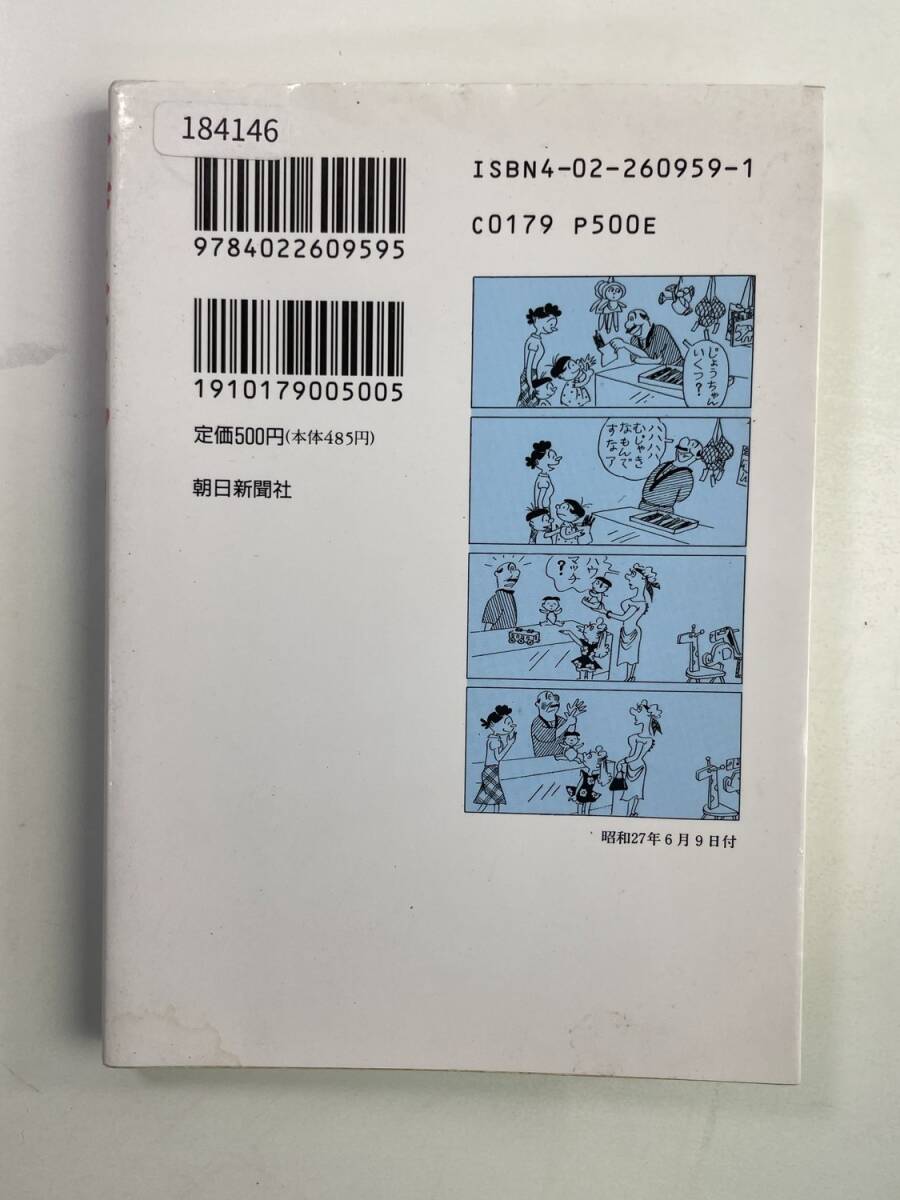 184146
9784022609595
1910179005005
定価500円(本体485円)
朝日新聞社
ISBN4-02-260959-1
C0179 P500E
じょうちゃん
いくつ?
ハハハハ
むじゃき
なもんで
すなア
ハウ
マッチ
?
昭和27年6月9日付